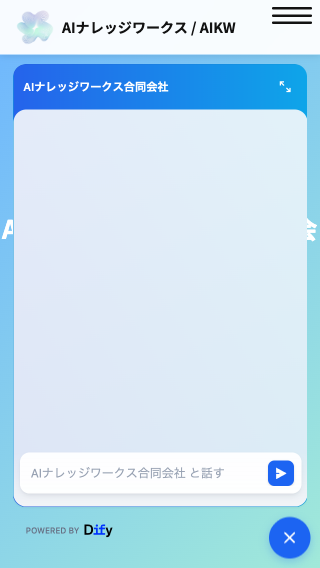 AIナレッジワークス / AIKW
AIナレッジワークス合同会社
A 会
AIナレッジワークス合同会社 と話す
POWERED BY Dify